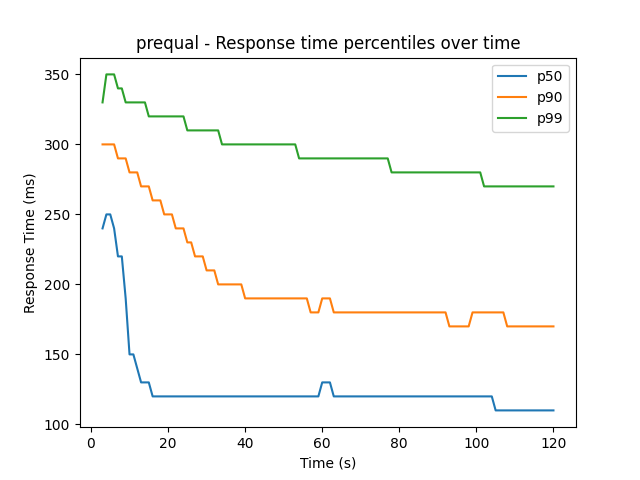 prequal - Response time percentiles over time
350
300
250
200
150
100
Response Time (ms)
p50
p90
p99
0
20
40
60
80
100
120
Time (s)